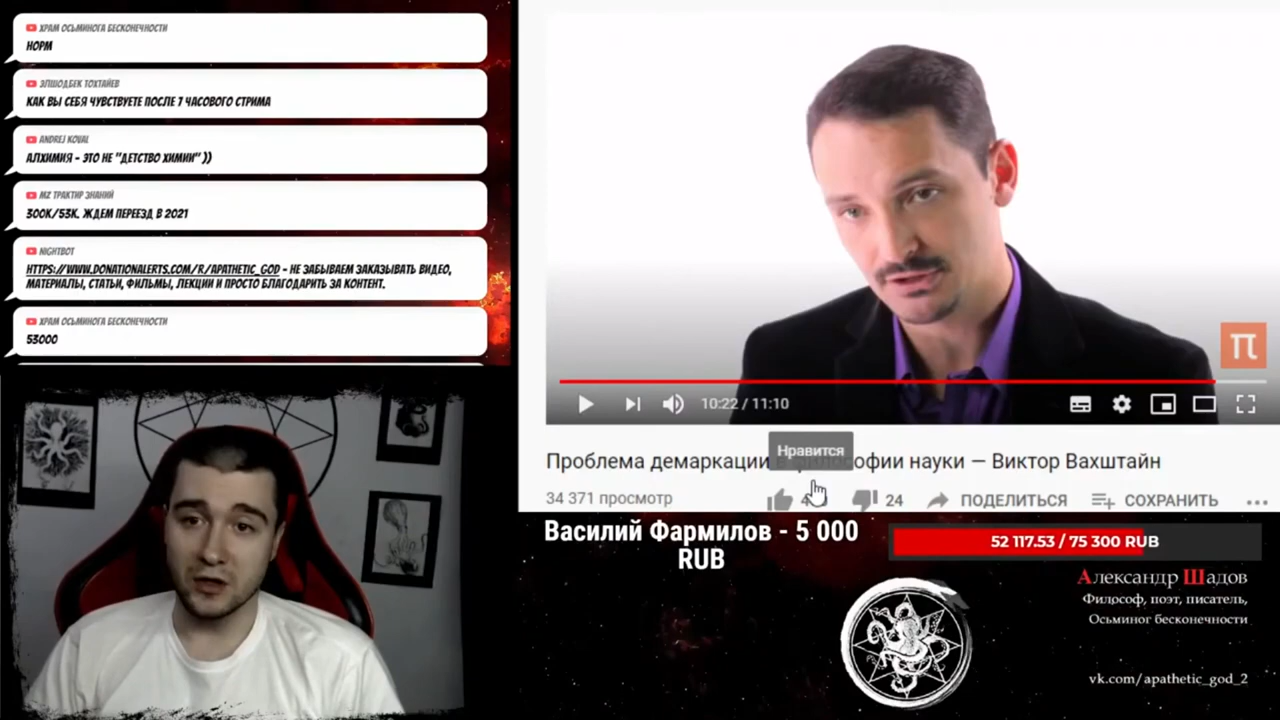 ХРАМ ОСЬМИНОГА БЕСКОНЕЧНОСТИ
НОРМ
ЭЛШОДБЕК ТОХТАЙЕВ
КАК ВЫ СЕБЯ ЧУВСТВУЕТЕ ПОСЛЕ 7 ЧАСОВОГО СТРИМА
ANDREJ KOVAL
АЛХИМИЯ - ЭТО НЕ "ДЕТСТВО ХИМИИ" ))
MZ ТРАКТИР ЗНАНИЙ
300К/53К. ЖДЕМ ПЕРЕЕЗД В 2021
NIGHTBOT
HTTPS://WWW.DONATIONALERTS.COM/R/APATHETIC_GOD - НЕ ЗАБЫВАЕМ ЗАКАЗЫВАТЬ ВИДЕО,
МАТЕРИАЛЫ, СТАТЬИ, ФИЛЬМЫ, ЛЕКЦИИ И ПРОСТО БЛАГОДАРИТЬ ЗА КОНТЕНТ.
ХРАМ ОСЬМИНОГА БЕСКОНЕЧНОСТИ
53000
π
10:22 / 11:10
Нравится
Проблема демаркации в философии науки — Виктор Вахштайн
34 371 просмотр
24
ПОДЕЛИТЬСЯ
СОХРАНИТЬ
Василий Фармилов - 5 000
RUB
52 117.53 / 75 300 RUB
Александр Шадов
Философ, поэт, писатель,
Осьминог бесконечности
vk.com/apathetic_god_2